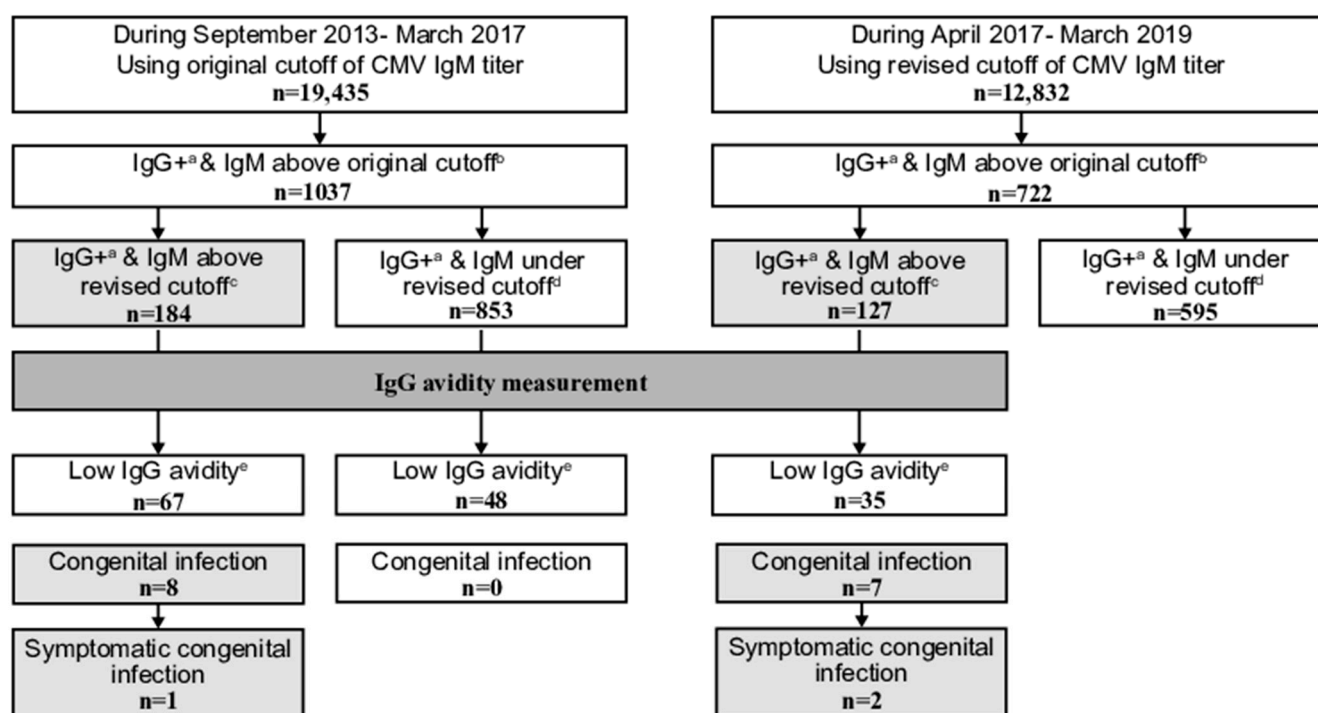 During September 2013- March 2017
Using original cutoff of CMV IgM titer
n=19,435
During April 2017- March 2019
Using revised cutoff of CMV IgM titer
n=12,832
IgG+ᵃ & IgM above original cutoffᵇ
n=1037
IgG+ᵃ & IgM above original cutoffᵇ
n=722
IgG+ᵃ & IgM above
revised cutoffᶜ
n=184
IgG+ᵃ & IgM under
revised cutoffᵈ
n=853
IgG+ᵃ & IgM above
revised cutoffᶜ
n=127
IgG+ᵃ & IgM under
revised cutoffᵈ
n=595
IgG avidity measurement
Low IgG avidityᵉ
n=67
Low IgG avidityᵉ
n=48
Low IgG avidityᵉ
n=35
Congenital infection
n=8
Congenital infection
n=0
Congenital infection
n=7
Symptomatic congenital
infection
n=1
Symptomatic congenital
infection
n=2